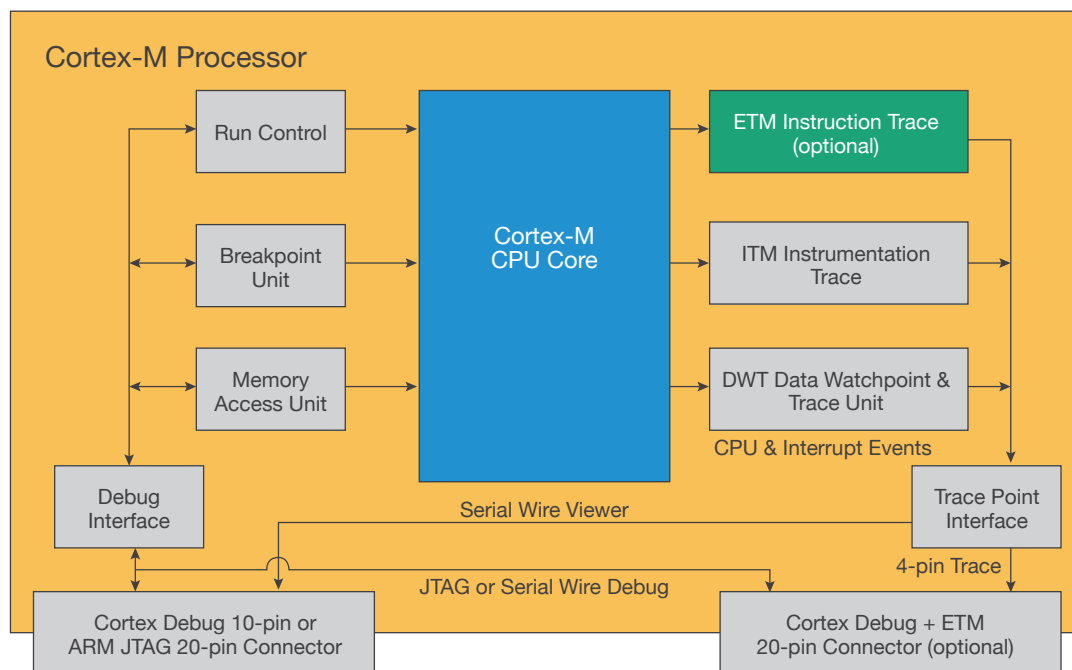 Cortex-M Processor
Run Control
Breakpoint
Unit
Memory
Access Unit
Cortex-M
CPU Core
ETM Instruction Trace
(optional)
ITM Instrumentation
Trace
DWT Data Watchpoint &
Trace Unit
CPU & Interrupt Events
Debug
Interface
Serial Wire Viewer
Trace Point
Interface
4-pin Trace
JTAG or Serial Wire Debug
Cortex Debug 10-pin or
ARM JTAG 20-pin Connector
Cortex Debug + ETM
20-pin Connector (optional)